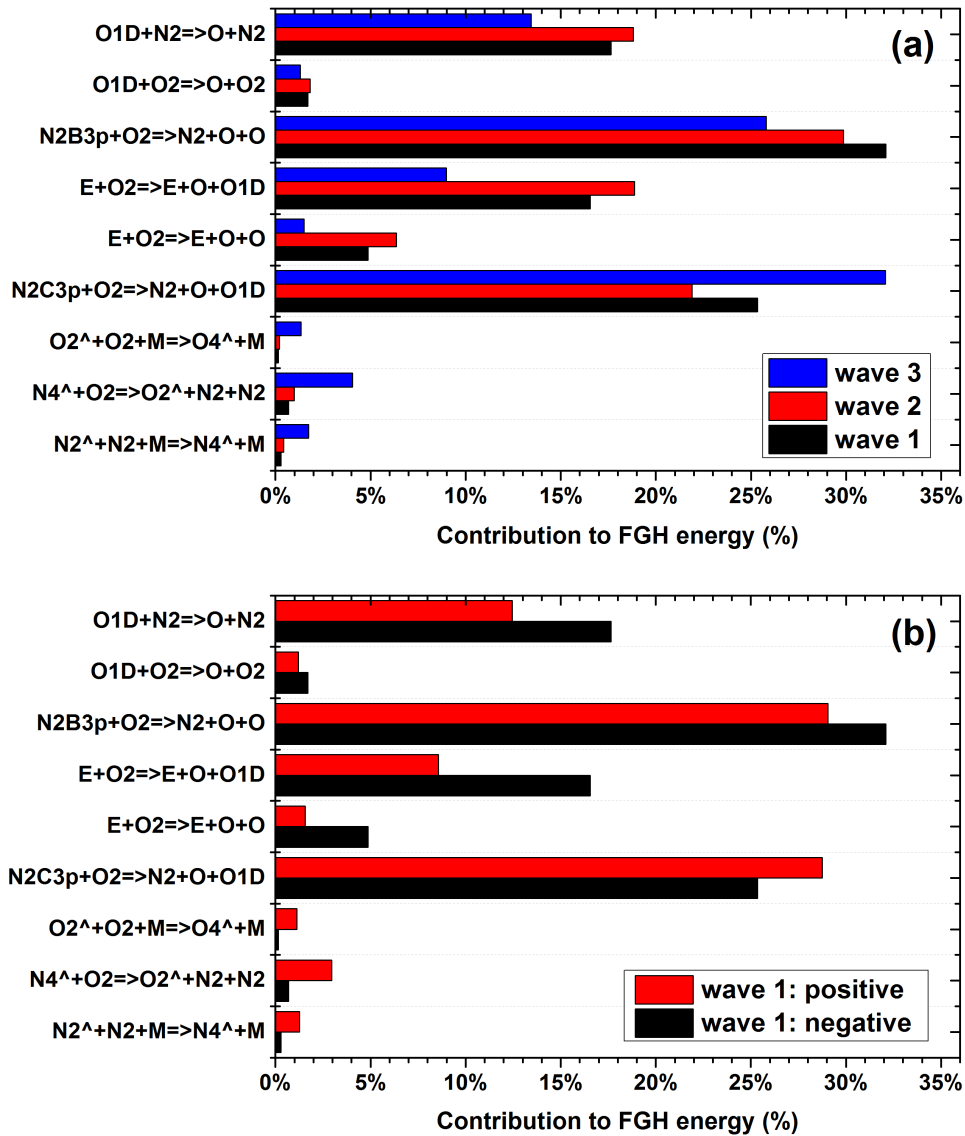 (a)
O1D+N2=>O+N2
O1D+O2=>O+O2
N2B3p+O2=>N2+O+O
E+O2=>E+O+O1D
E+O2=>E+O+O
N2C3p+O2=>N2+O+O1D
O2^+O2+M=>O4^+M
N4^+O2=>O2^+N2+N2
N2^+N2+M=>N4^+M
wave 3
wave 2
wave 1
0% 5% 10% 15% 20% 25% 30% 35%
Contribution to FGH energy (%)
(b)
O1D+N2=>O+N2
O1D+O2=>O+O2
N2B3p+O2=>N2+O+O
E+O2=>E+O+O1D
E+O2=>E+O+O
N2C3p+O2=>N2+O+O1D
O2^+O2+M=>O4^+M
N4^+O2=>O2^+N2+N2
N2^+N2+M=>N4^+M
wave 1: positive
wave 1: negative
0% 5% 10% 15% 20% 25% 30% 35%
Contribution to FGH energy (%)